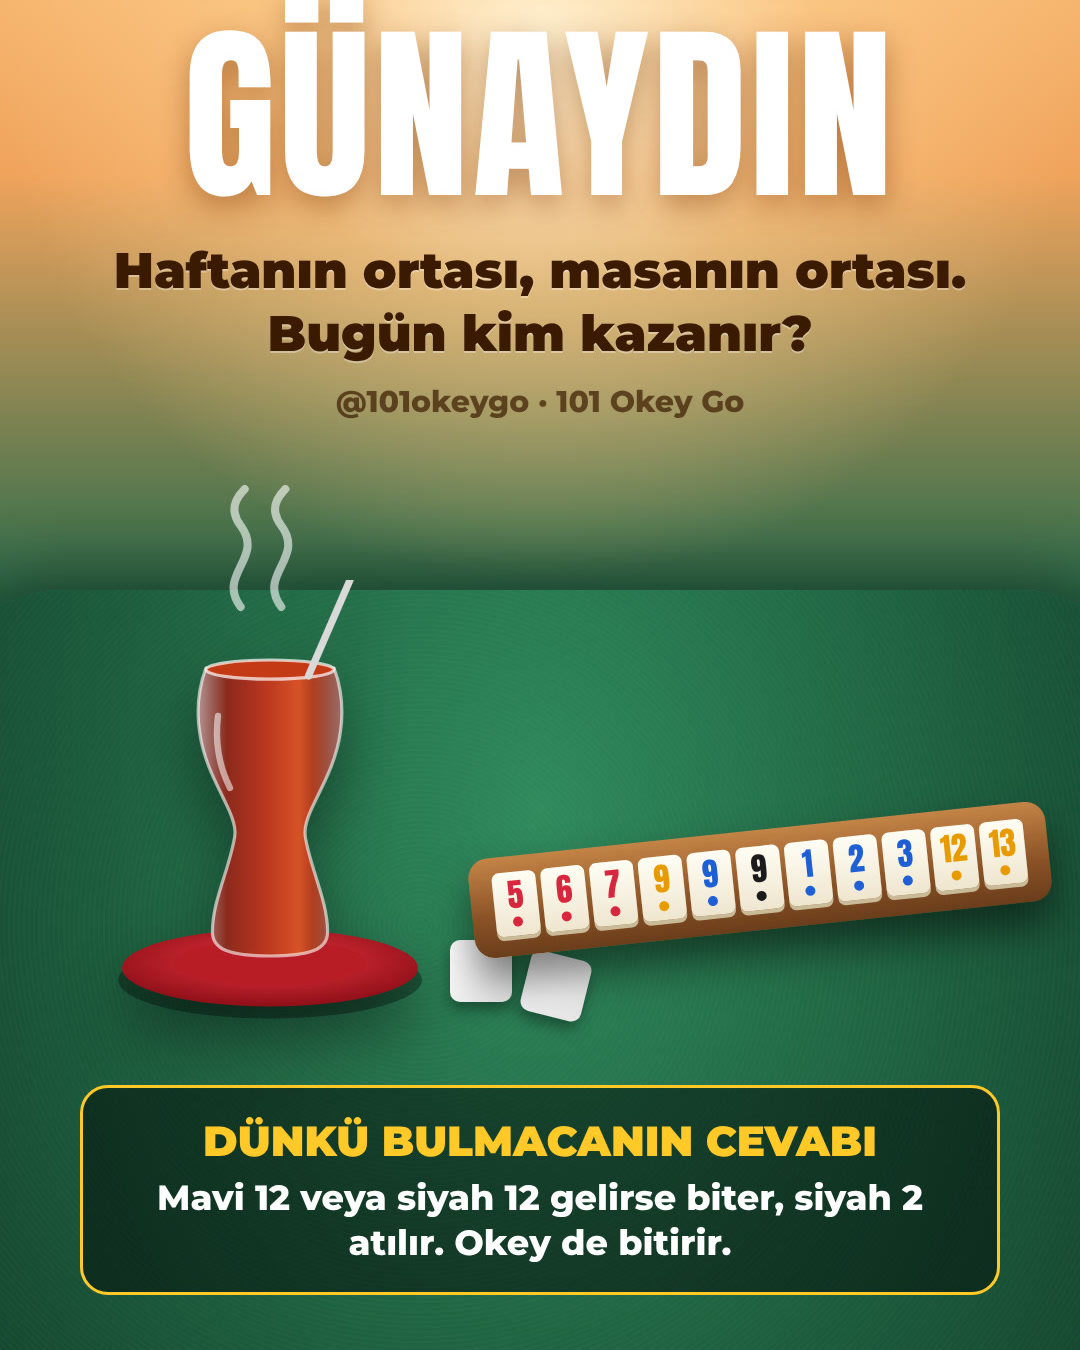 GÜNAYDIN
Haftanın ortası, masanın ortası.
Bugün kim kazanır?
@101okeygo • 101 Okey Go
5 6 7 9 9 9 1 2 3 12 13
DÜNKÜ BULMACANIN CEVABI
Mavi 12 veya siyah 12 gelirse biter, siyah 2
atılır. Okey de bitirir.